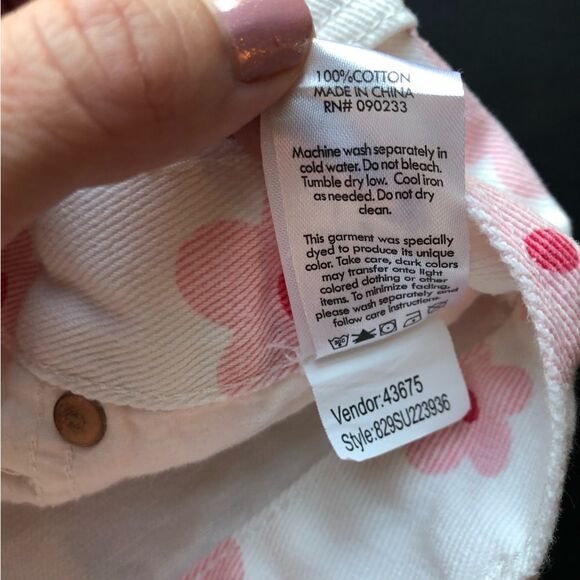 100%COTTON
MADE IN CHINA
RN# 090233
Machine wash separately in
cold water. Do not bleach.
Tumble dry low. Cool iron
as needed. Do not dry
clean.
This garment was specially
dyed to produce its unique
color. Take care, dark colors
may transfer onto light
colored clothing or other
items. To minimize fading,
please wash separately and
follow care instructions.
Vendor:43675
Style:829SU223936